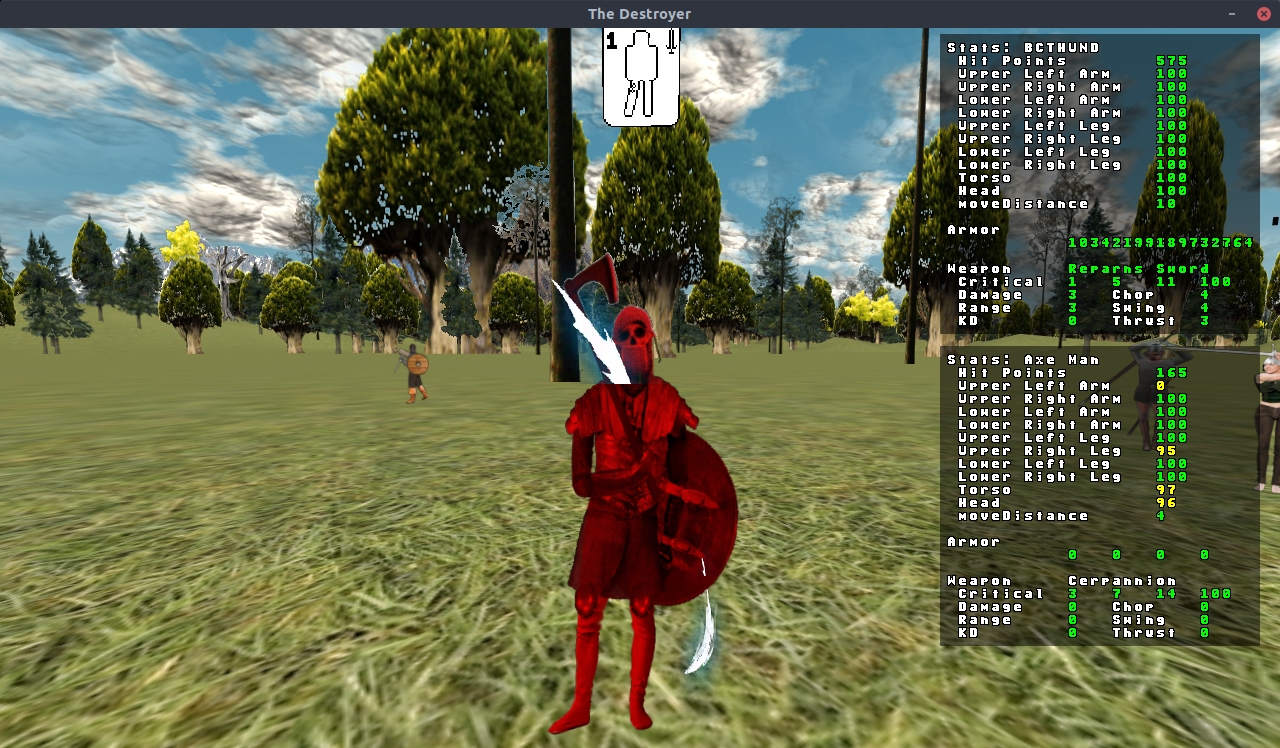 The Destroyer
1
Stats: BCTHUND
Hit Points 575
Upper Left Arm 100
Upper Right Arm 100
Lower Left Arm 100
Lower Right Arm 100
Upper Left Leg 100
Upper Right Leg 100
Lower Left Leg 100
Lower Right Leg 100
Torso 100
Head 100
moveDistance 10
Armor
10342199189732764
Weapon Reparns Sword
Critical 1 5 11 100
Damage 3 Chop 4
Range 3 Swing 4
KD 0 Thrust 3
Stats: Axe Man
Hit Points 165
Upper Left Arm 0
Upper Right Arm 100
Lower Left Arm 100
Lower Right Arm 100
Upper Left Leg 100
Upper Right Leg 95
Lower Left Leg 100
Lower Right Leg 100
Torso 97
Head 96
moveDistance 4
Armor
0 0 0 0
Weapon Cerpannion
Critical 3 7 14 100
Damage 0 Chop 0
Range 0 Swing 0
KD 0 Thrust 0